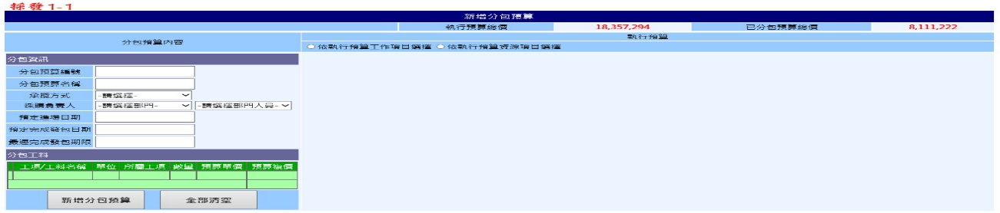 採發1-1
新增分包預算
執行預算總價 18,357,294 已分包預算總價 8,111,222
分包預算內容 執行預算
依執行預算工作項目選擇 依執行預算資源項目選擇
分包資訊
分包預算編號
分包預算名稱
承攬方式 -請選擇-
採購負責人 -請選擇部門- -請選擇部門人員-
預定進場日期
預定完成發包日期
最遲完成發包期限
分包工料
工項/工料名稱 單位 所屬工項 數量 預算單價 預算複價
新增分包預算 全部清空